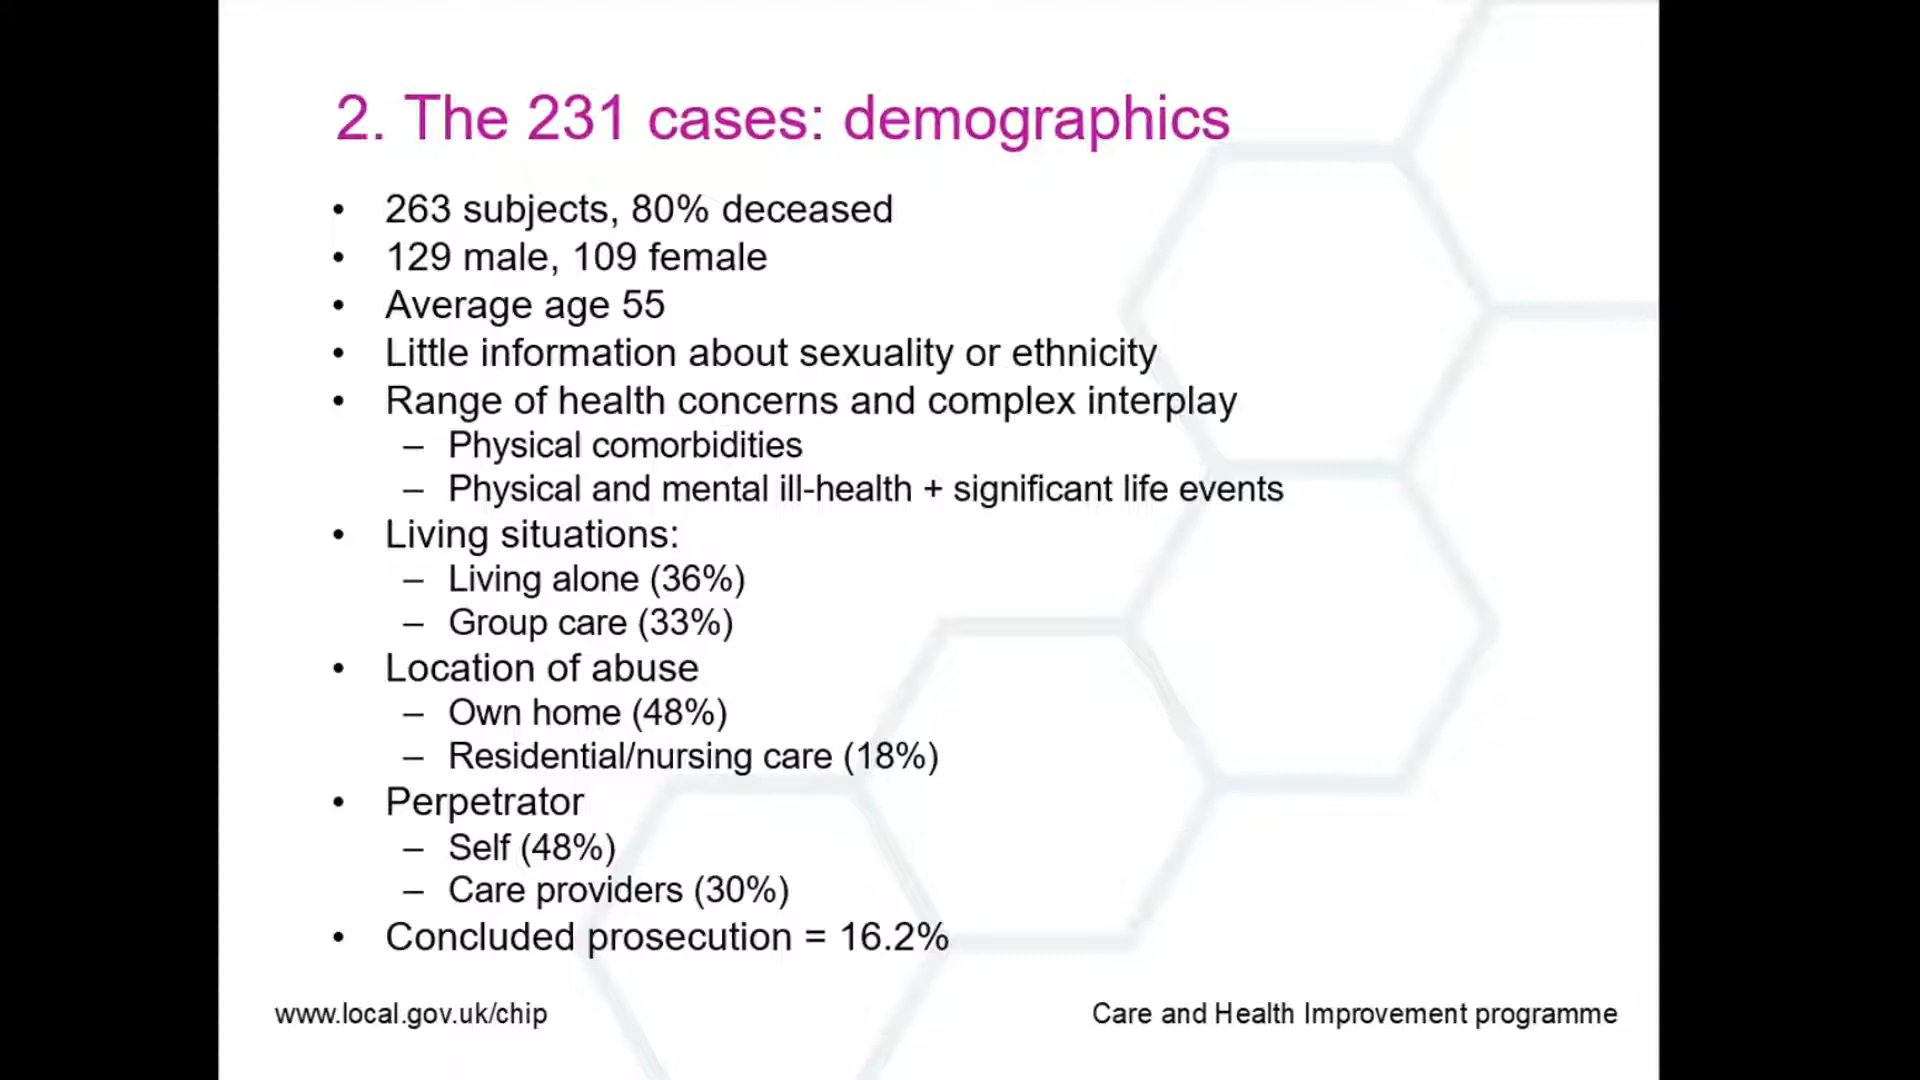 2. The 231 cases: demographics
• 263 subjects, 80% deceased
• 129 male, 109 female
• Average age 55
• Little information about sexuality or ethnicity
• Range of health concerns and complex interplay
– Physical comorbidities
– Physical and mental ill-health + significant life events
• Living situations:
– Living alone (36%)
– Group care (33%)
• Location of abuse
– Own home (48%)
– Residential/nursing care (18%)
• Perpetrator
– Self (48%)
– Care providers (30%)
• Concluded prosecution = 16.2%
www.local.gov.uk/chip
Care and Health Improvement programme